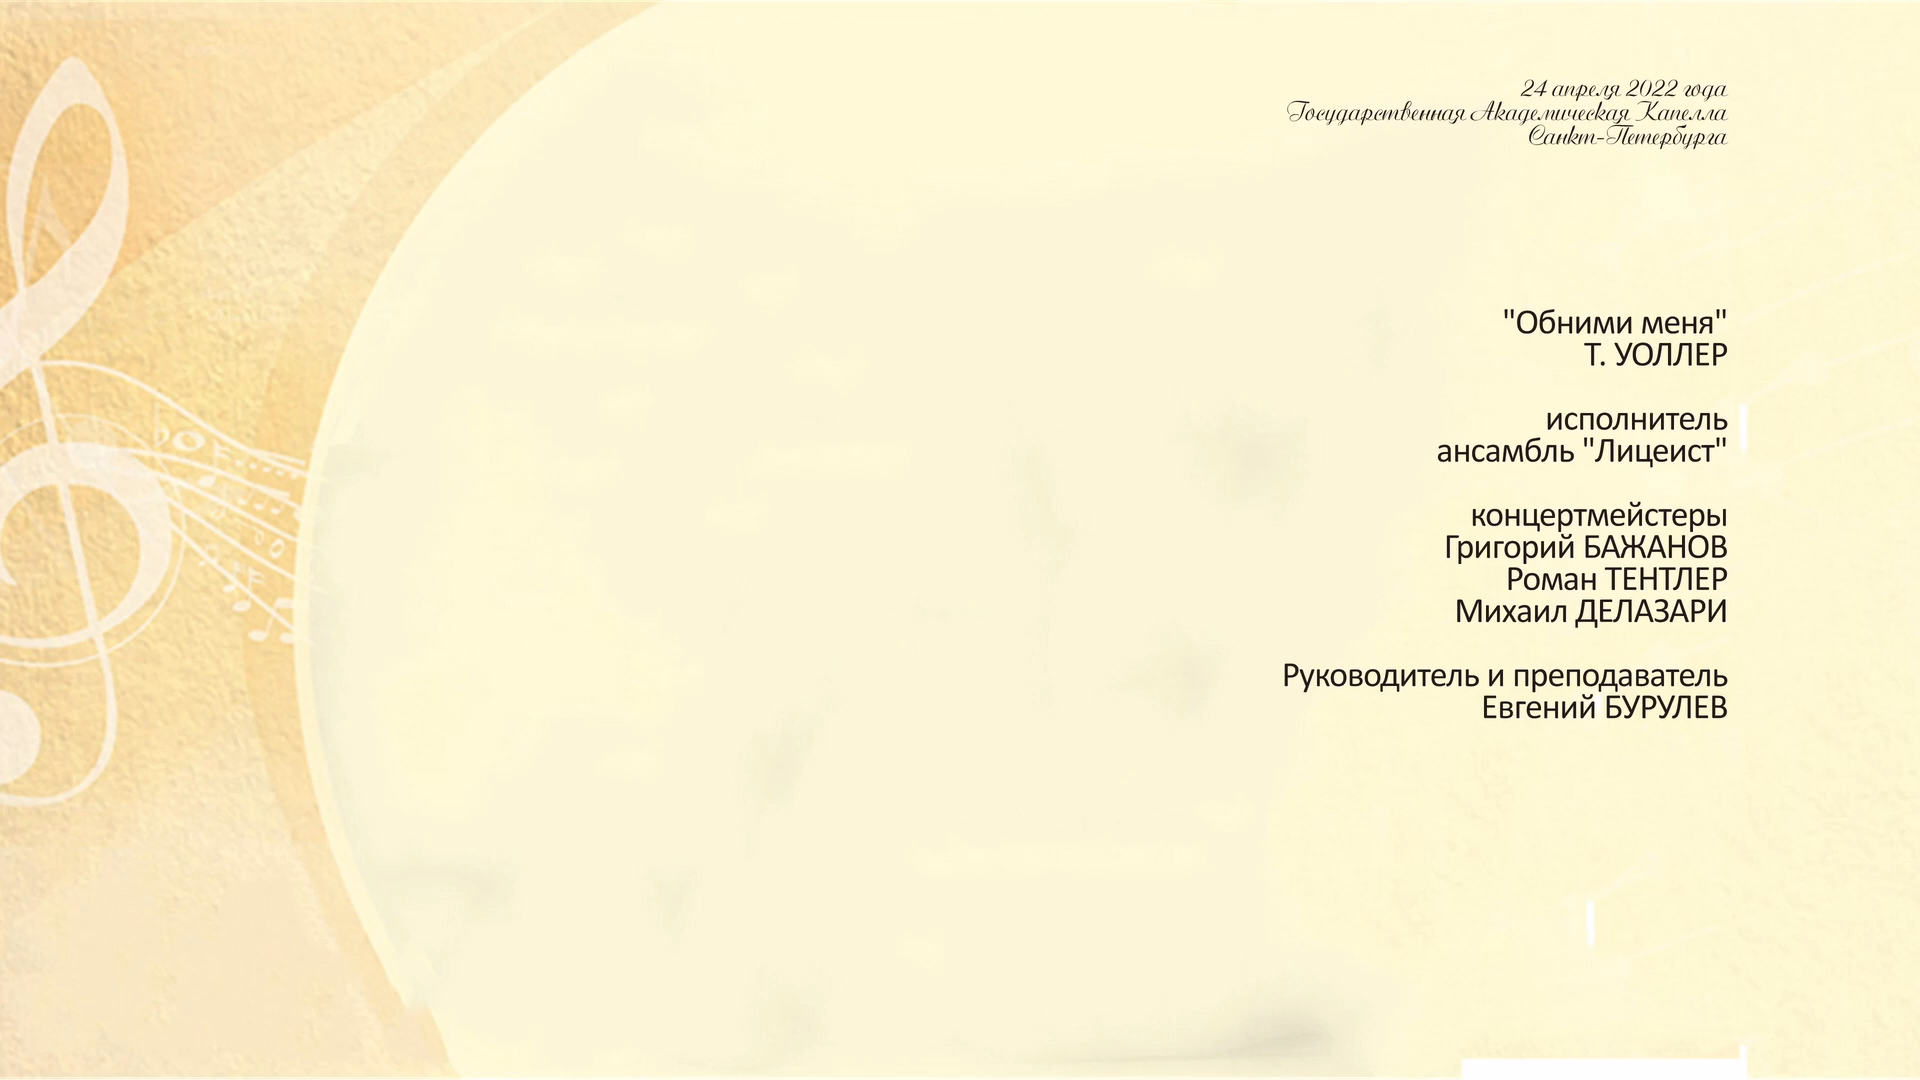 24 апреля 2022 года
Государственная Академическая Капелла
Санкт-Петербурга
"Обними меня"
Т. УОЛЛЕР
исполнитель
ансамбль "Лицеист"
концертмейстеры
Григорий БАЖАНОВ
Роман ТЕНТЛЕР
Михаил ДЕЛАЗАРИ
Руководитель и преподаватель
Евгений БУРУЛЕВ